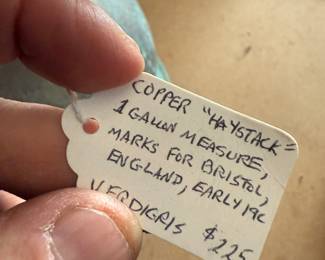 COPPER "HAYSTACK"
1 GALLON MEASURE,
MARKS FOR BRISTOL,
ENGLAND, EARLY 19C
VERDIGRIS $225